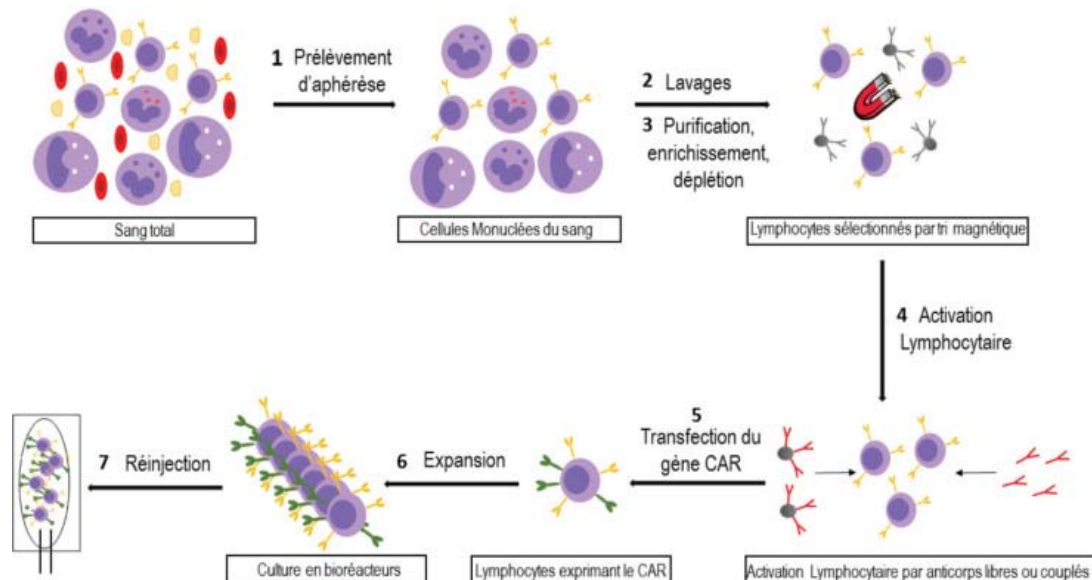 1 Prélèvement
d'aphérèse
2 Lavages
3 Purification,
enrichissement,
déplétion
Sang total
Cellules Monuclées du sang
Lymphocytes sélectionnés par tri magnétique
4 Activation
Lymphocytaire
5
Transfection du
gène CAR
6 Expansion
7 Réinjection
Culture en bioréacteurs
Lymphocytes exprimant le CAR
Activation Lymphocytaire par anticorps libres ou couplés